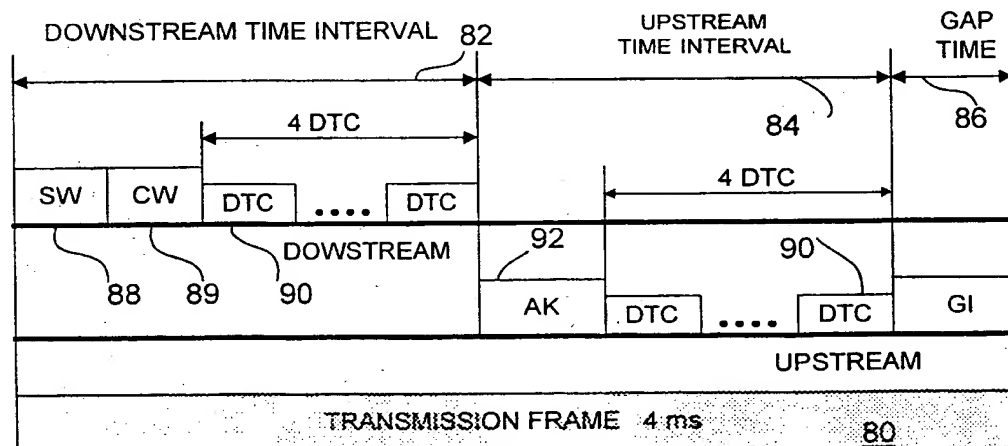 DOWNSTREAM TIME INTERVAL
82
UPSTREAM
TIME INTERVAL
GAP
TIME
4 DTC
84
86
4 DTC
SW
CW
DTC
....
DTC
DOWSTREAM
92
90
88
89
90
AK
DTC
....
DTC
GI
UPSTREAM
TRANSMISSION FRAME 4 ms
80